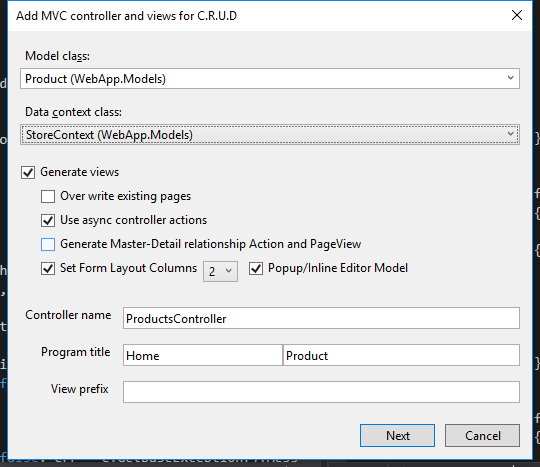 Add MVC controller and views for C.R.U.D
Model class:
Product (WebApp.Models)
Data context class:
StoreContext (WebApp.Models)
Generate views
Over write existing pages
Use async controller actions
Generate Master-Detail relationship Action and PageView
Set Form Layout Columns 2 Popup/Inline Editor Model
Controller name ProductsController
Program title Home Product
View prefix
Next Cancel